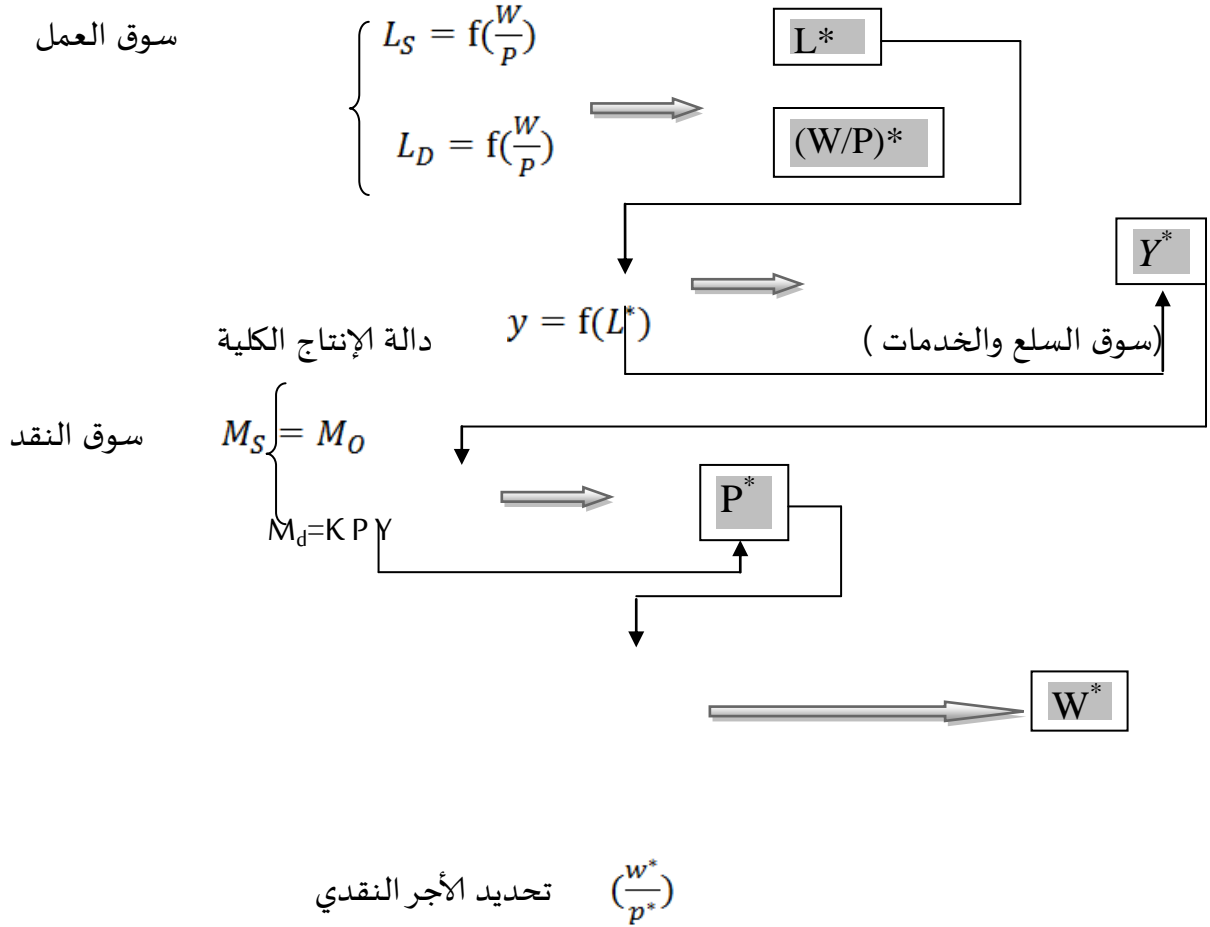 سوق العمل
L_S = f(W/P)
L*
L_D = f(W/P)
(W/P)*
Y*
دالة الإنتاج الكلية
y = f(L*)
(سوق السلع والخدمات )
سوق النقد
M_S = M_O
P*
M_d=K P Y
W*
تحديد الأجر النقدي (w*/p*)